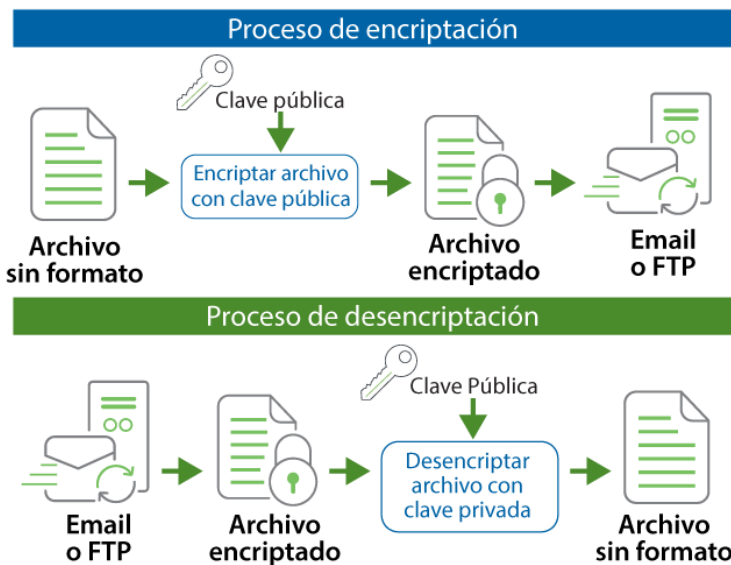 Proceso de encriptación
Clave pública
Encriptar archivo
con clave pública
Archivo
sin formato
Archivo
encriptado
Email
o FTP
Proceso de desencriptación
Clave Pública
Desencriptar
archivo con
clave privada
Email
o FTP
Archivo
encriptado
Archivo
sin formato